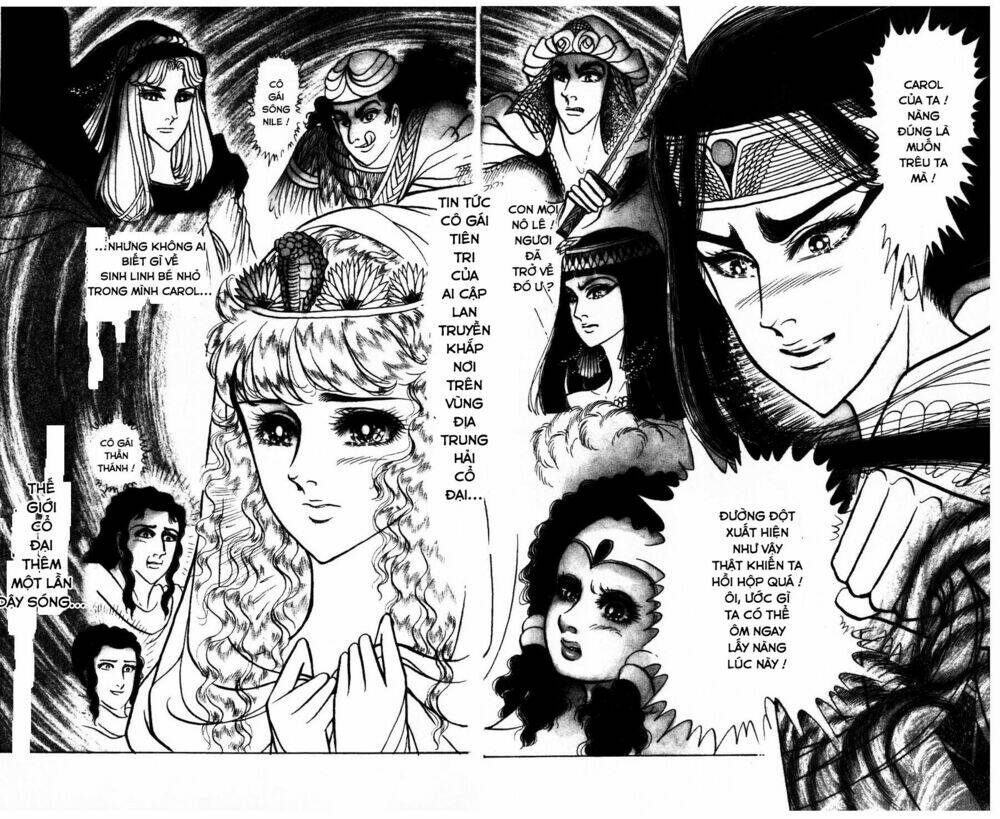 CAROL
CỦA TA !
NÀNG
ĐÚNG LÀ
MUỐN
TRÊU TA
MÀ !
ĐƯỜNG ĐỘT
XUẤT HIỆN
NHƯ VẬY
THẬT KHIẾN TA
HỒI HỘP QUÁ !
ÔI, ƯỚC GÌ
TA CÓ THỂ
ÔM NGAY
LẤY NÀNG
LÚC NÀY !
CON MỌI
NÔ LỆ !
NGƯƠI
ĐÃ
TRỞ VỀ
ĐÓ Ư ?
TIN TỨC
CÔ GÁI
TIÊN
TRI
CỦA
AI CẬP
LAN
TRUYỀN
KHẮP
NƠI
TRÊN
VÙNG
ĐỊA
TRUNG
HẢI
CỔ
ĐẠI...
CÔ
GÁI
SÔNG
NILE !
...NHƯNG KHÔNG AI
BIẾT GÌ VỀ
SINH LINH BÉ NHỎ
TRONG MÌNH CAROL...
CÔ GÁI
THẦN
THÁNH !
THẾ
GIỚI
CỔ
ĐẠI
THÊM
MỘT LẦN
DẬY SÓNG...